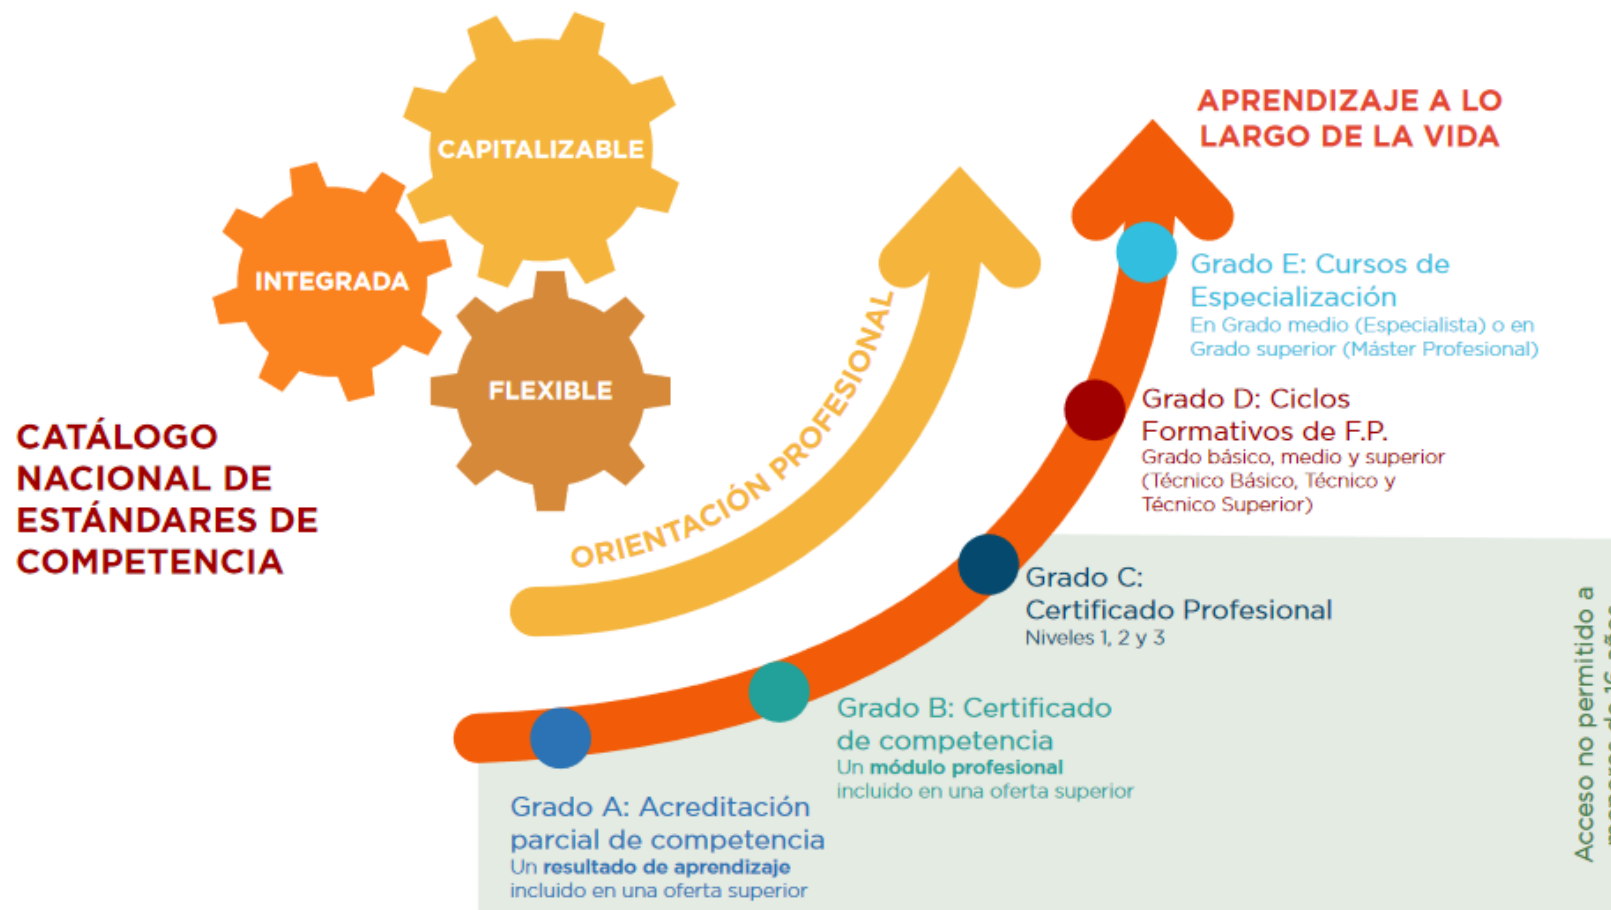 CAPITALIZABLE
INTEGRADA
FLEXIBLE
CATÁLOGO
NACIONAL DE
ESTÁNDARES DE
COMPETENCIA
ORIENTACIÓN PROFESIONAL
APRENDIZAJE A LO
LARGO DE LA VIDA
Grado E: Cursos de
Especialización
En Grado medio (Especialista) o en
Grado superior (Máster Profesional)
Grado D: Ciclos
Formativos de F.P.
Grado básico, medio y superior
(Técnico Básico, Técnico y
Técnico Superior)
Grado C:
Certificado Profesional
Niveles 1, 2 y 3
Grado B: Certificado
de competencia
Un módulo profesional
incluido en una oferta superior
Grado A: Acreditación
parcial de competencia
Un resultado de aprendizaje
incluido en una oferta superior
Acceso no permitido a